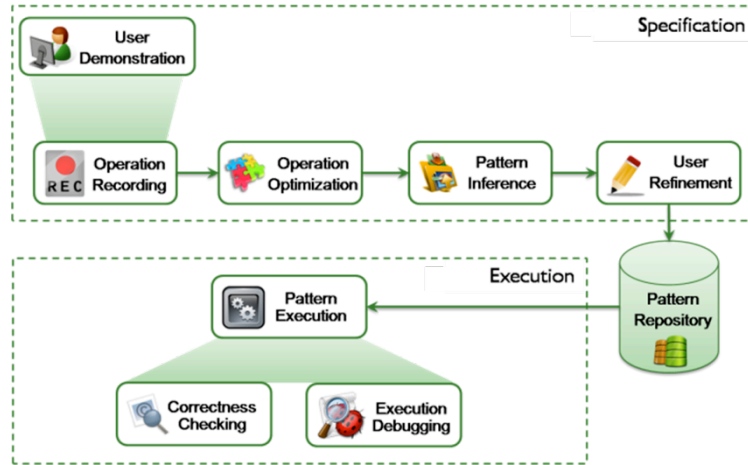 Specification
User
Demonstration
REC
Operation
Recording
Operation
Optimization
Pattern
Inference
User
Refinement
Execution
Pattern
Execution
Pattern
Repository
Correctness
Checking
Execution
Debugging